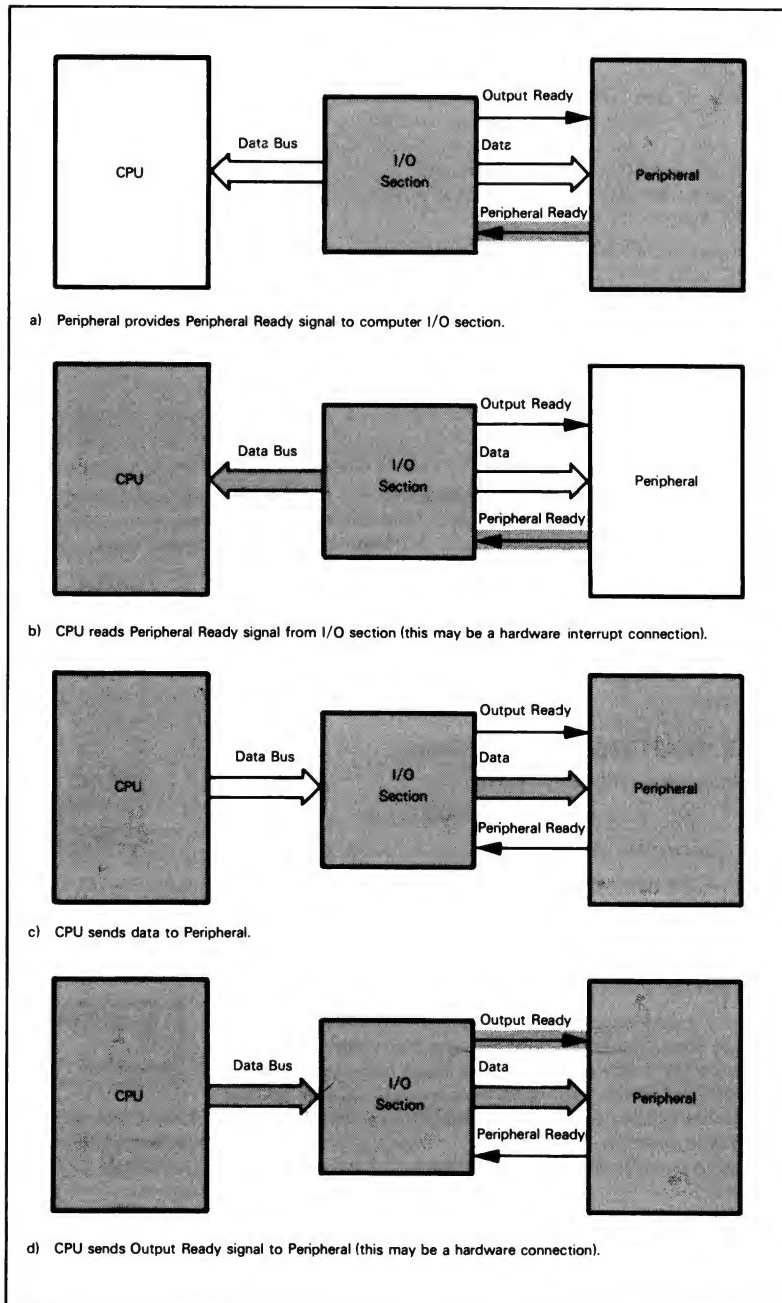 Output Ready
Data Bus
Data
CPU
I/O
Section
Peripheral
Peripheral Ready
a) Peripheral provides Peripheral Ready signal to computer I/O section.
Output Ready
Data Bus
Data
CPU
I/O
Section
Peripheral
Peripheral Ready
b) CPU reads Peripheral Ready signal from I/O section (this may be a hardware interrupt connection).
Output Ready
Data Bus
Data
CPU
I/O
Section
Peripheral
Peripheral Ready
c) CPU sends data to Peripheral.
Output Ready
Data Bus
Data
CPU
I/O
Section
Peripheral
Peripheral Ready
d) CPU sends Output Ready signal to Peripheral (this may be a hardware connection).